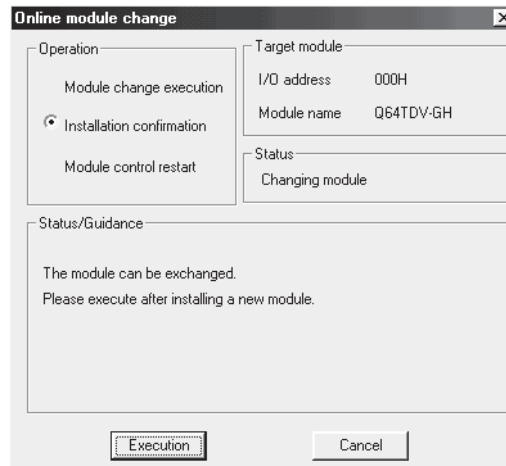 Online module change
Operation
Module change execution
Installation confirmation
Module control restart
Target module
I/O address 000H
Module name Q64TDV-GH
Status
Changing module
Status/Guidance
The module can be exchanged.
Please execute after installing a new module.
Execution Cancel